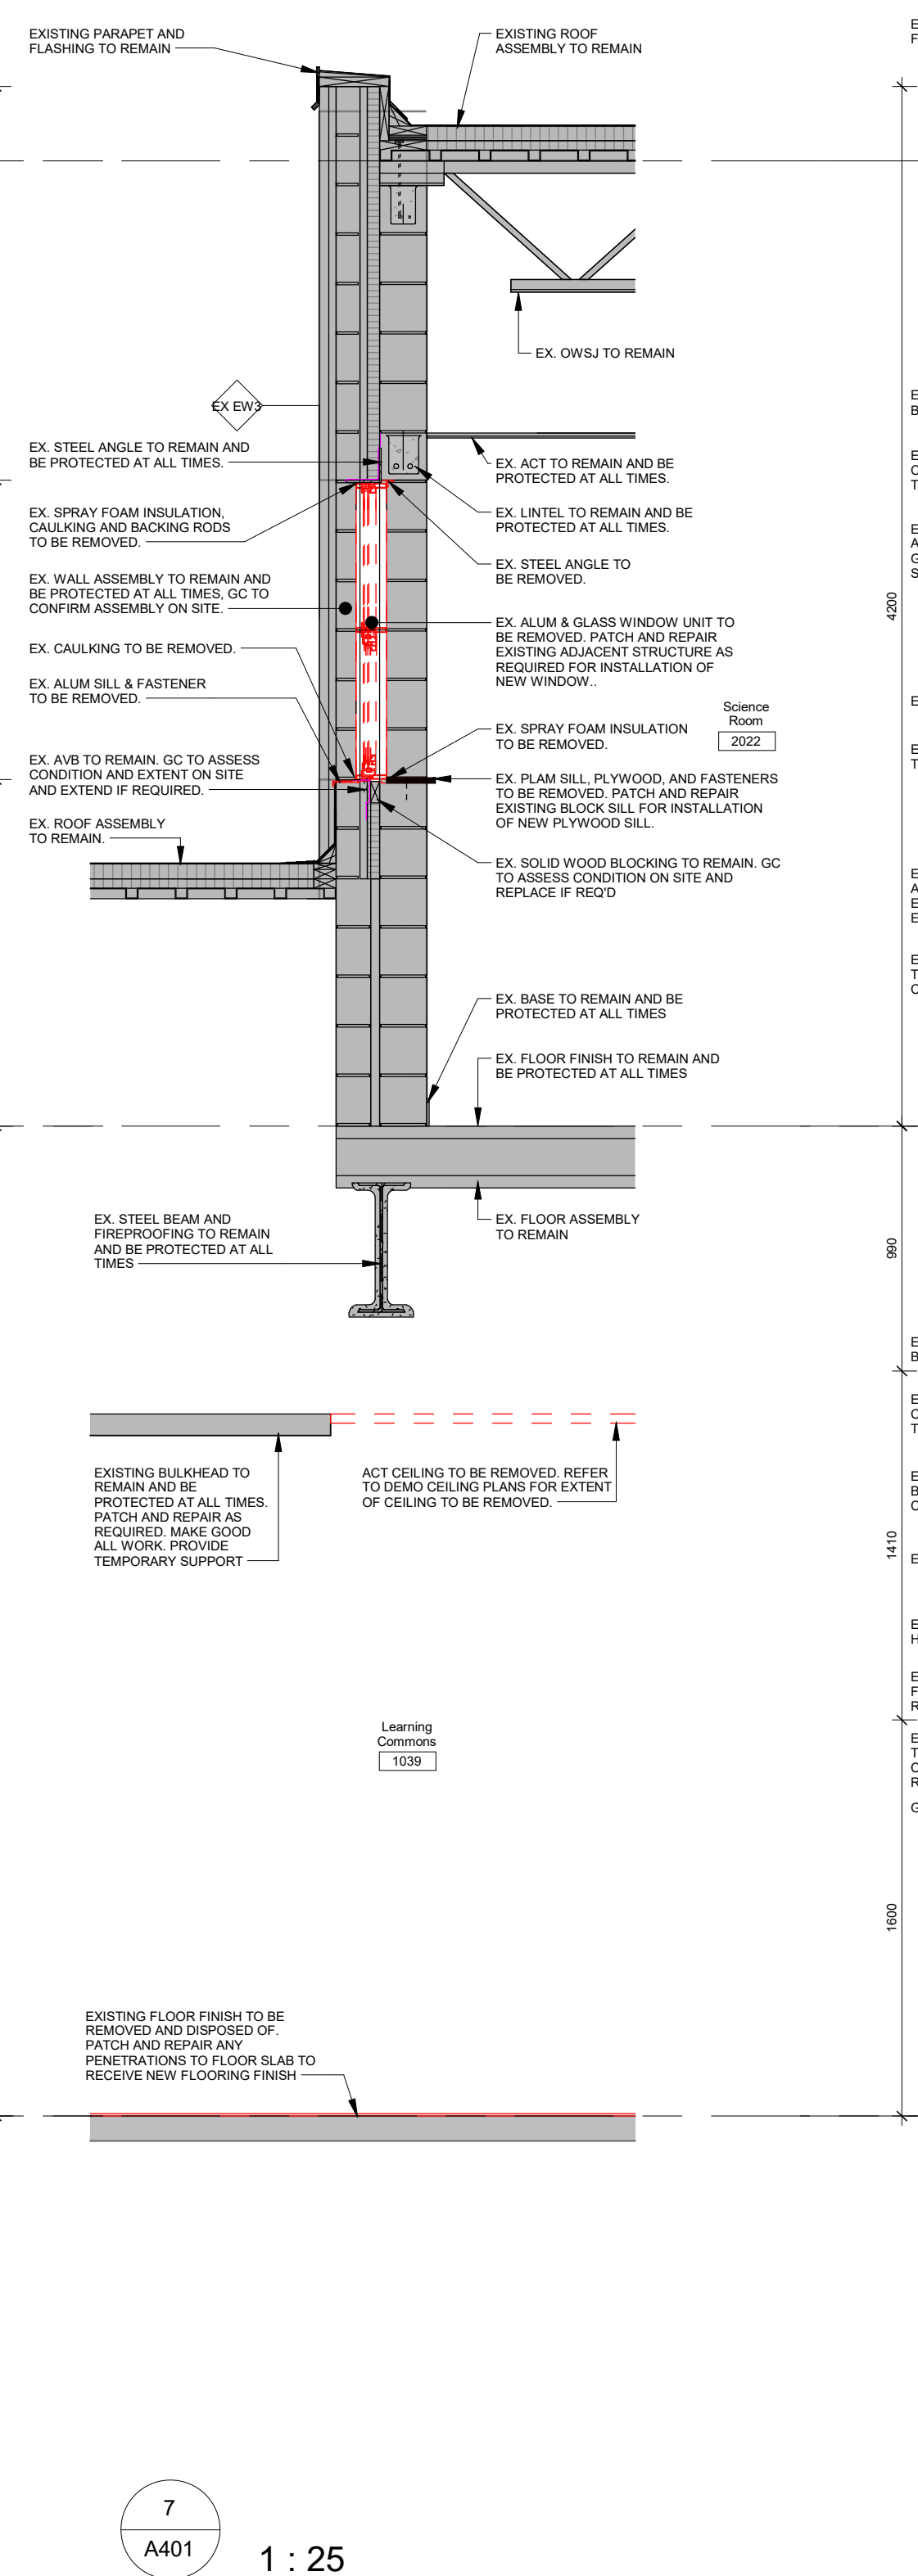 EXISTING PARAPET AND
FLASHING TO REMAIN
EXISTING ROOF
ASSEMBLY TO REMAIN
EX. OWSJ TO REMAIN
EX EW3
EX. STEEL ANGLE TO REMAIN AND
BE PROTECTED AT ALL TIMES.
EX. ACT TO REMAIN AND BE
PROTECTED AT ALL TIMES.
EX. SPRAY FOAM INSULATION,
CAULKING AND BACKING RODS
TO BE REMOVED.
EX. LINTEL TO REMAIN AND BE
PROTECTED AT ALL TIMES.
EX. STEEL ANGLE TO
BE REMOVED.
EX. WALL ASSEMBLY TO REMAIN AND
BE PROTECTED AT ALL TIMES, GC TO
CONFIRM ASSEMBLY ON SITE.
EX. ALUM & GLASS WINDOW UNIT TO
BE REMOVED. PATCH AND REPAIR
EXISTING ADJACENT STRUCTURE AS
REQUIRED FOR INSTALLATION OF
NEW WINDOW..
EX. CAULKING TO BE REMOVED.
EX. ALUM SILL & FASTENER
TO BE REMOVED.
Science
Room
2022
EX. SPRAY FOAM INSULATION
TO BE REMOVED.
EX. AVB TO REMAIN. GC TO ASSESS
CONDITION AND EXTENT ON SITE
AND EXTEND IF REQUIRED.
EX. PLAM SILL, PLYWOOD, AND FASTENERS
TO BE REMOVED. PATCH AND REPAIR
EXISTING BLOCK SILL FOR INSTALLATION
OF NEW PLYWOOD SILL.
EX. ROOF ASSEMBLY
TO REMAIN.
EX. SOLID WOOD BLOCKING TO REMAIN. GC
TO ASSESS CONDITION ON SITE AND
REPLACE IF REQ'D
EX. BASE TO REMAIN AND BE
PROTECTED AT ALL TIMES
EX. FLOOR FINISH TO REMAIN AND
BE PROTECTED AT ALL TIMES
EX. STEEL BEAM AND
FIREPROOFING TO REMAIN
AND BE PROTECTED AT ALL
TIMES
EX. FLOOR ASSEMBLY
TO REMAIN
EXISTING BULKHEAD TO
REMAIN AND BE
PROTECTED AT ALL TIMES.
PATCH AND REPAIR AS
REQUIRED. MAKE GOOD
ALL WORK. PROVIDE
TEMPORARY SUPPORT
ACT CEILING TO BE REMOVED. REFER
TO DEMO CEILING PLANS FOR EXTENT
OF CEILING TO BE REMOVED.
Learning
Commons
1039
EXISTING FLOOR FINISH TO BE
REMOVED AND DISPOSED OF.
PATCH AND REPAIR ANY
PENETRATIONS TO FLOOR SLAB TO
RECEIVE NEW FLOORING FINISH
4200
990
1410
1600
7
A401
1 : 25